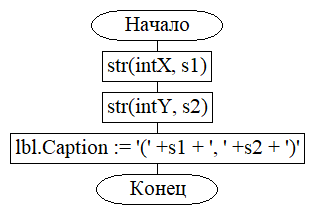 Начало
str(intX, s1)
str(intY, s2)
lbl.Caption := '(' +s1 + ', ' +s2 + ')'
Конец